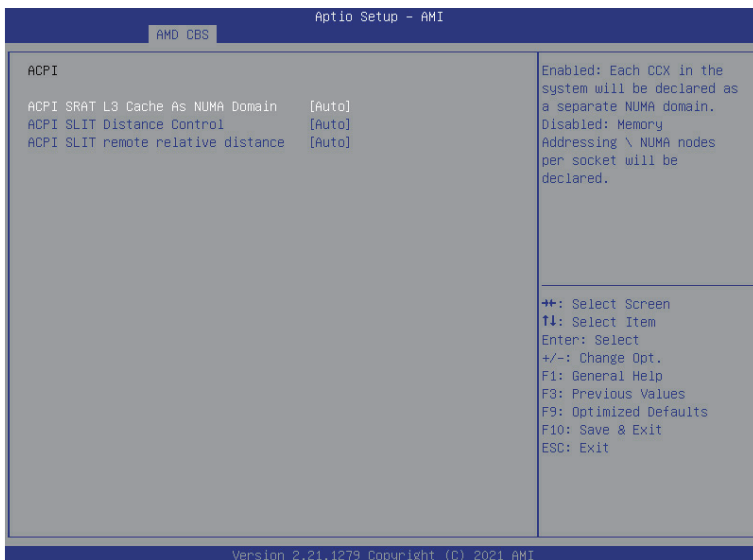 Aptio Setup – AMI
AMD CBS
ACPI
ACPI SRAT L3 Cache As NUMA Domain [Auto]
ACPI SLIT Distance Control [Auto]
ACPI SLIT remote relative distance [Auto]
Enabled: Each CCX in the
system will be declared as
a separate NUMA domain.
Disabled: Memory
Addressing \ NUMA nodes
per socket will be
declared.
→←: Select Screen
↑↓: Select Item
Enter: Select
+/-: Change Opt.
F1: General Help
F3: Previous Values
F9: Optimized Defaults
F10: Save & Exit
ESC: Exit
Version 2.21.1279 Copyright (C) 2021 AMI